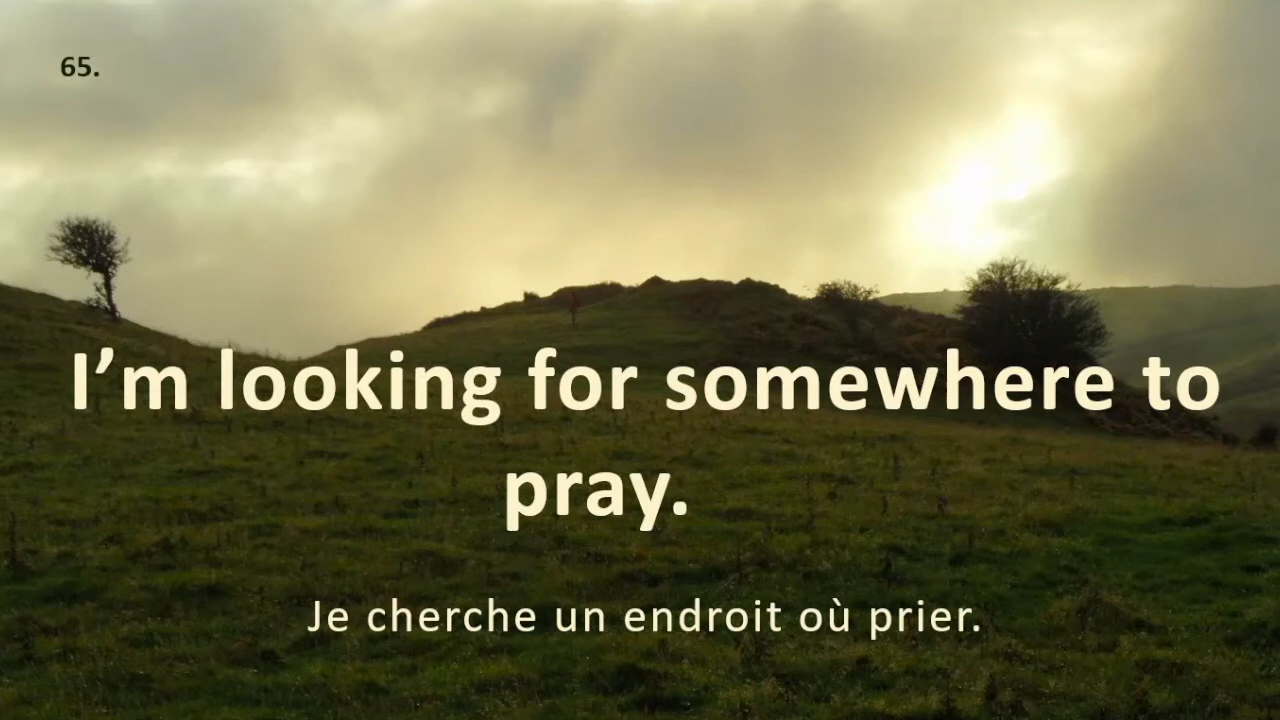 65.
I’m looking for somewhere to
pray.
Je cherche un endroit où prier.